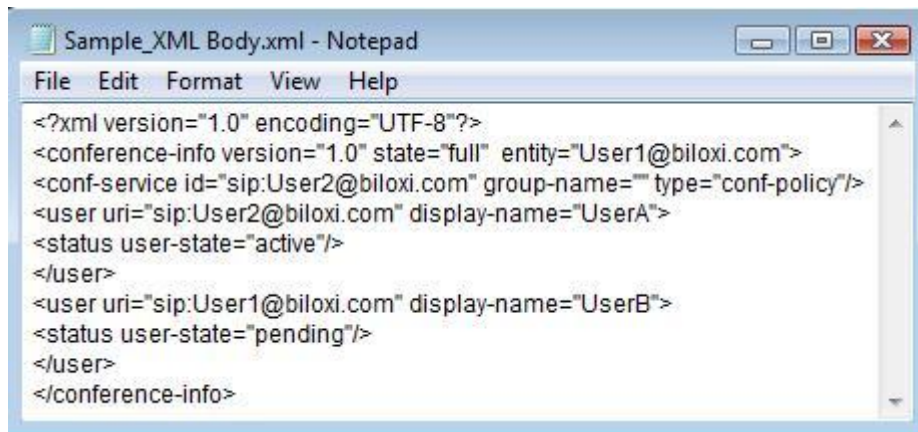 Sample_XML Body.xml - Notepad
File Edit Format View Help
<?xml version="1.0" encoding="UTF-8"?>
<conference-info version="1.0" state="full"  entity="User1@biloxi.com">
<conf-service id="sip:User2@biloxi.com" group-name="" type="conf-policy"/>
<user uri="sip:User2@biloxi.com" display-name="UserA">
<status user-state="active"/>
</user>
<user uri="sip:User1@biloxi.com" display-name="UserB">
<status user-state="pending"/>
</user>
</conference-info>